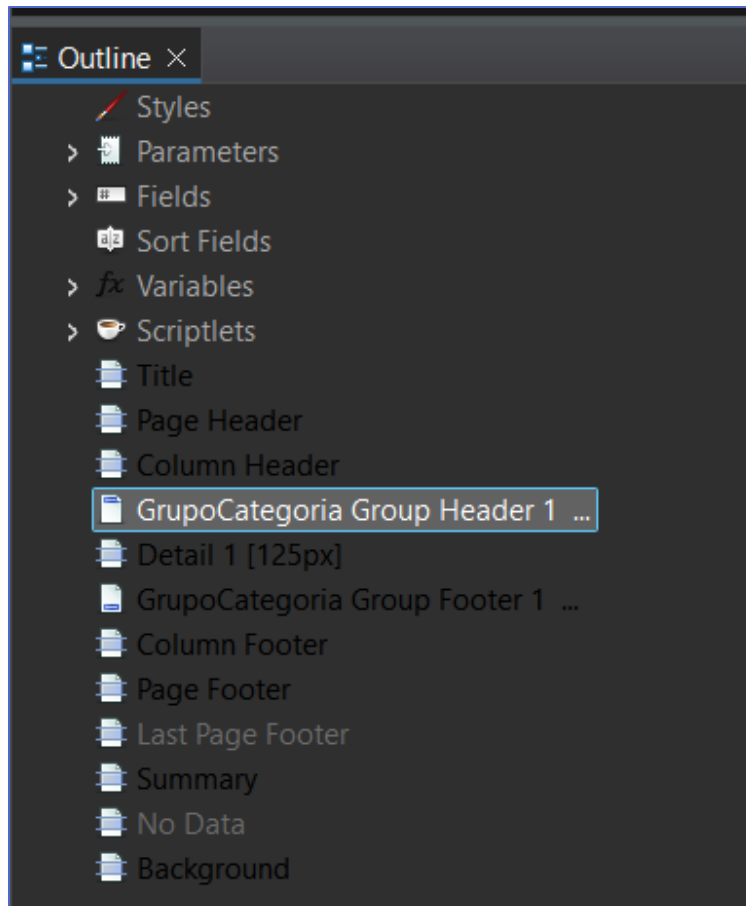 Outline
Styles
Parameters
Fields
Sort Fields
fx Variables
Scriptlets
Title
Page Header
Column Header
GrupoCategoria Group Header 1 ...
Detail 1 [125px]
GrupoCategoria Group Footer 1 ...
Column Footer
Page Footer
Last Page Footer
Summary
No Data
Background